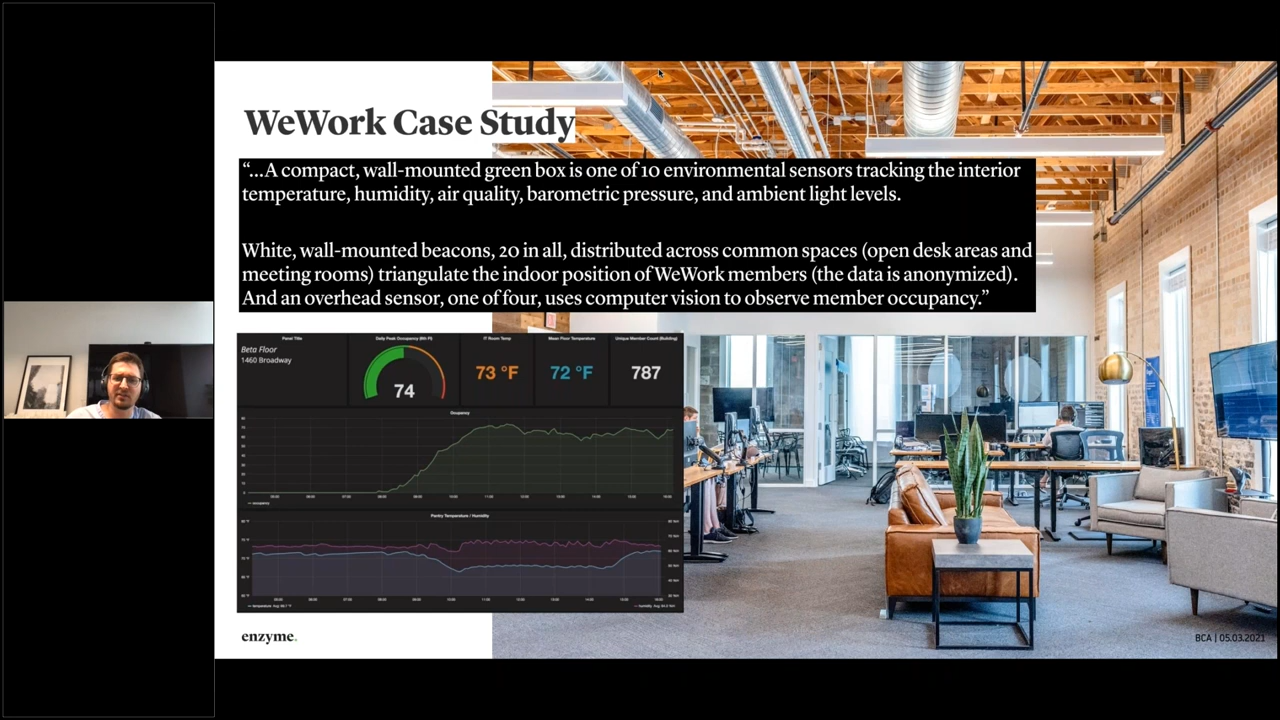 WeWork Case Study
“...A compact, wall-mounted green box is one of 10 environmental sensors tracking the interior
temperature, humidity, air quality, barometric pressure, and ambient light levels.
White, wall-mounted beacons, 20 in all, distributed across common spaces (open desk areas and
meeting rooms) triangulate the indoor position of WeWork members (the data is anonymized).
And an overhead sensor, one of four, uses computer vision to observe member occupancy.”
Panel Title
Beta Floor
1460 Broadway
Daily Peak Occupancy (6th Fl)
74
IT Room Temp
73 °F
Mean Floor Temperature
72 °F
Unique Member Count (Building)
787
Ocupancy
Pantry Temperature / Humidity
enzyme.
BCA | 05.03.2021